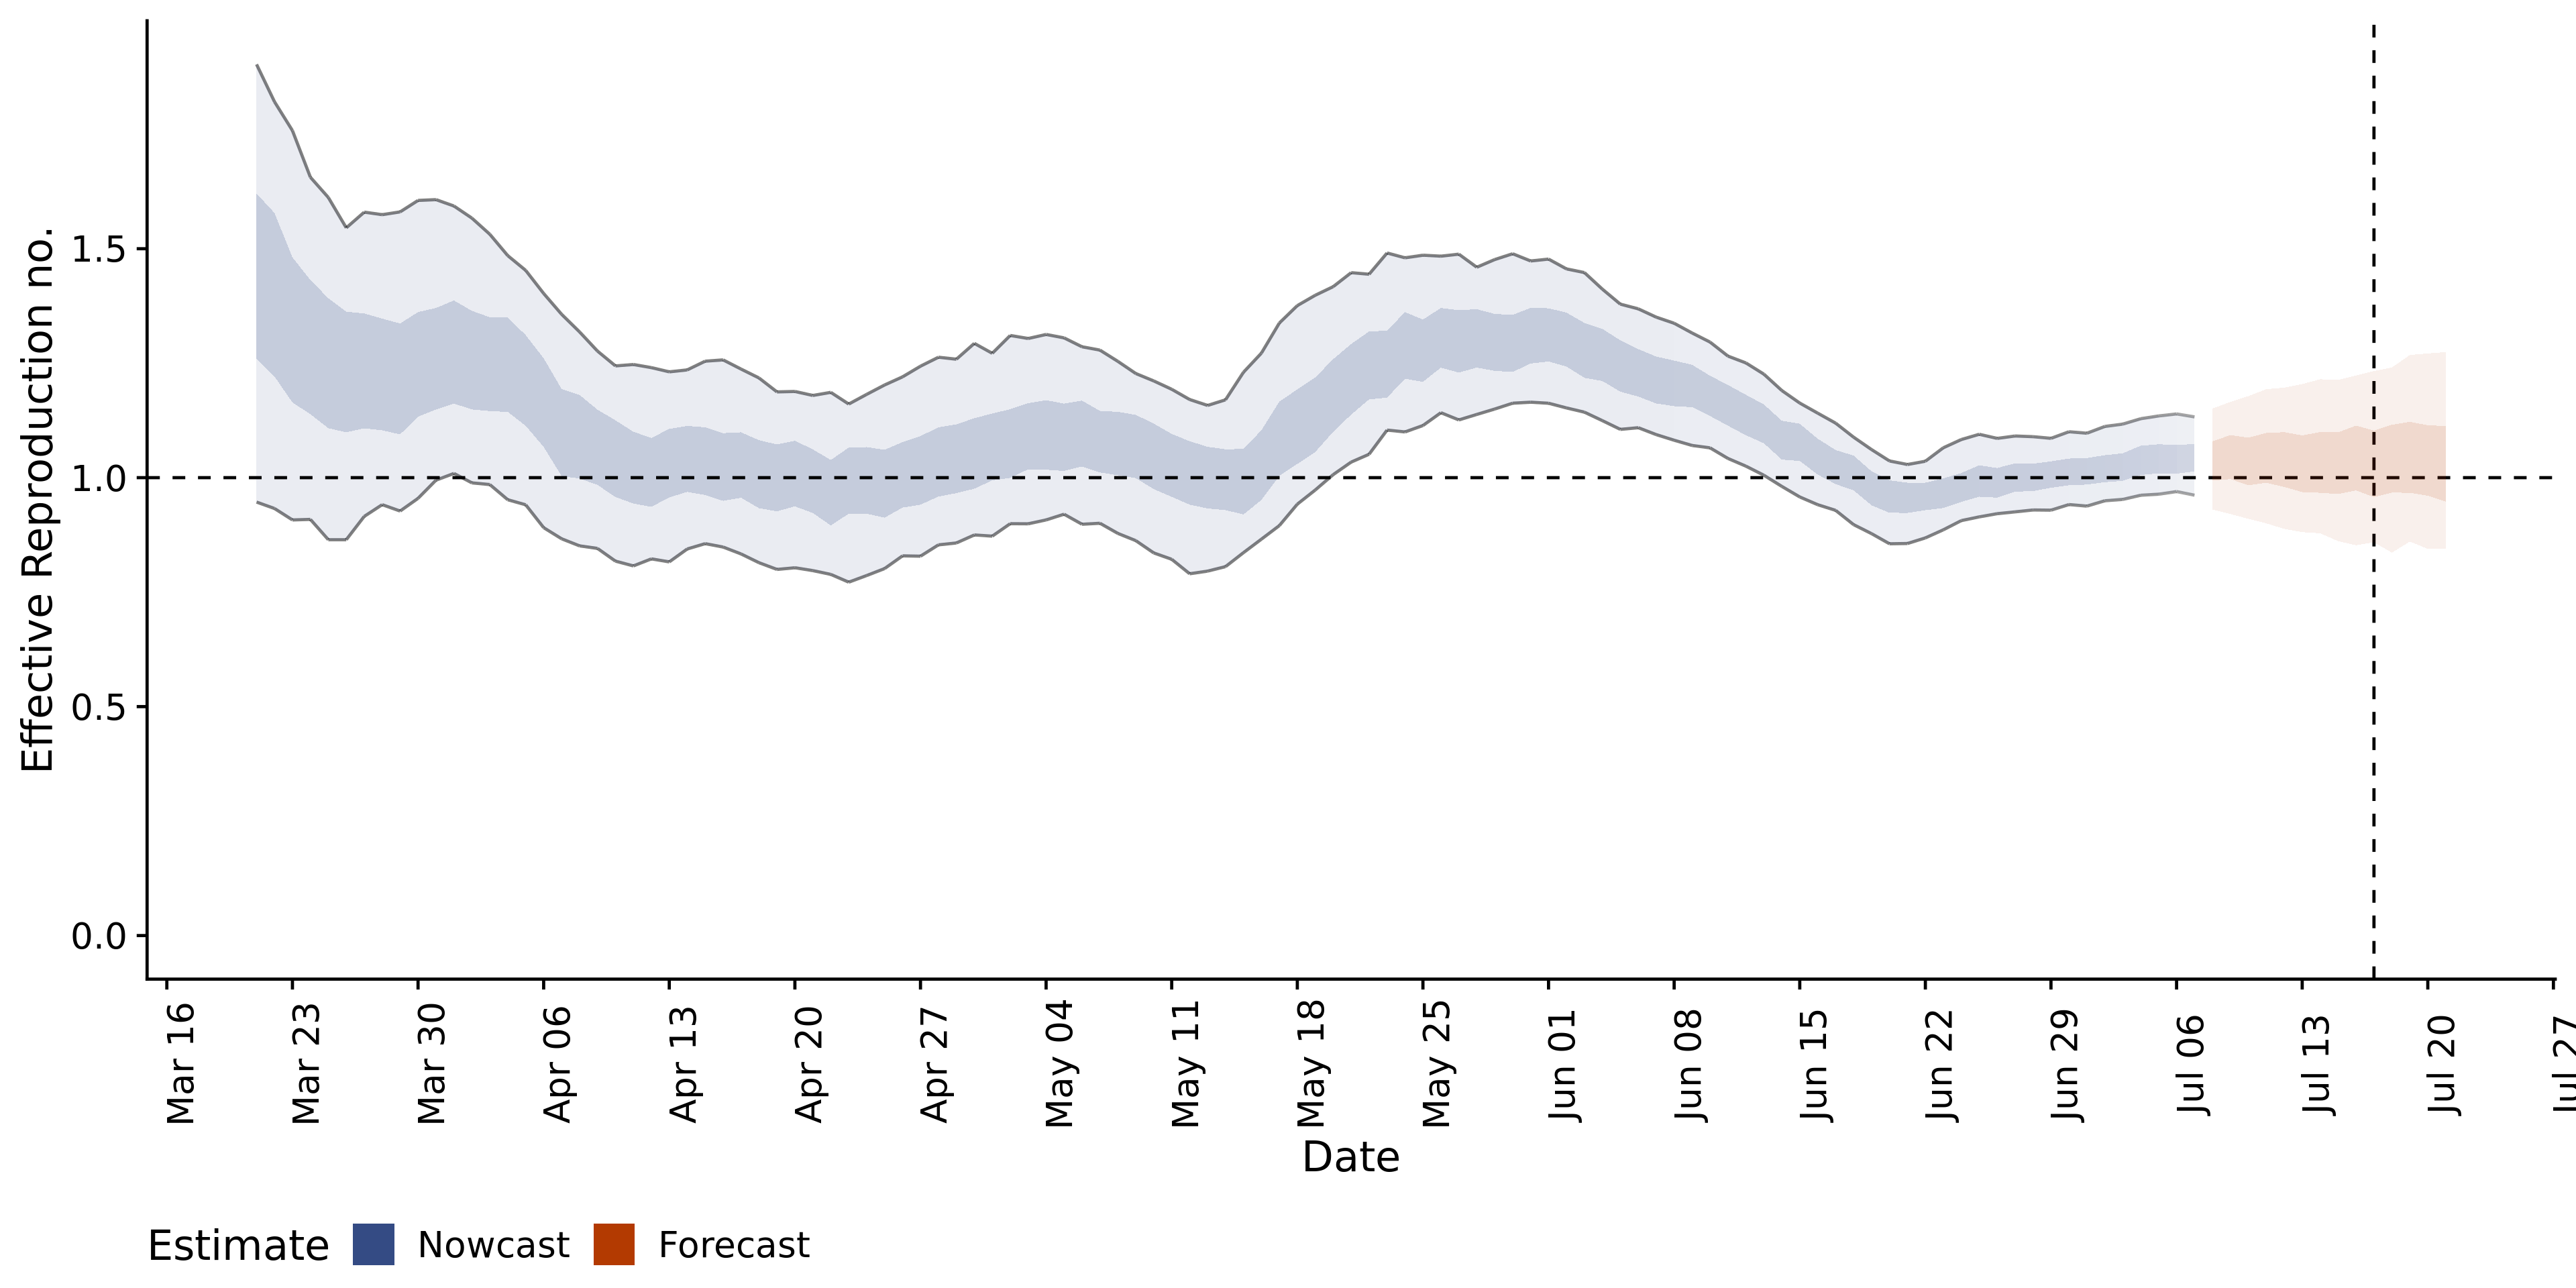 Effective Reproduction no.
1.5
1.0
0.5
0.0
Mar 16
Mar 23
Mar 30
Apr 06
Apr 13
Apr 20
Apr 27
May 04
May 11
May 18
May 25
Jun 01
Jun 08
Jun 15
Jun 22
Jun 29
Jul 06
Jul 13
Jul 20
Jul 27
Date
Estimate Nowcast Forecast